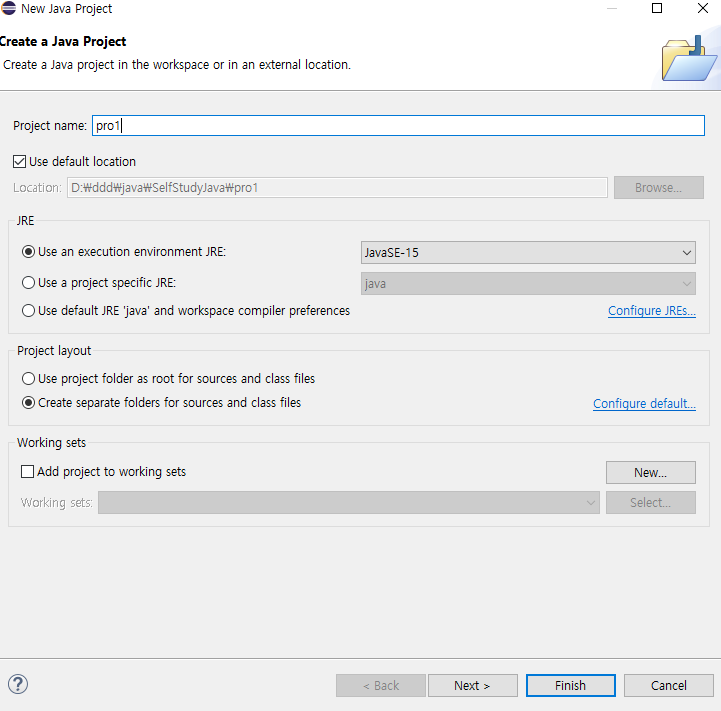 New Java Project
Create a Java Project
Create a Java project in the workspace or in an external location.
Project name: pro1
Use default location
Location: D:₩ddd₩java₩SelfStudyJava₩pro1 Browse...
JRE
Use an execution environment JRE: JavaSE-15
Use a project specific JRE: java
Use default JRE 'java' and workspace compiler preferences Configure JREs...
Project layout
Use project folder as root for sources and class files
Create separate folders for sources and class files Configure default...
Working sets
Add project to working sets New...
Working sets: Select...
? < Back Next > Finish Cancel